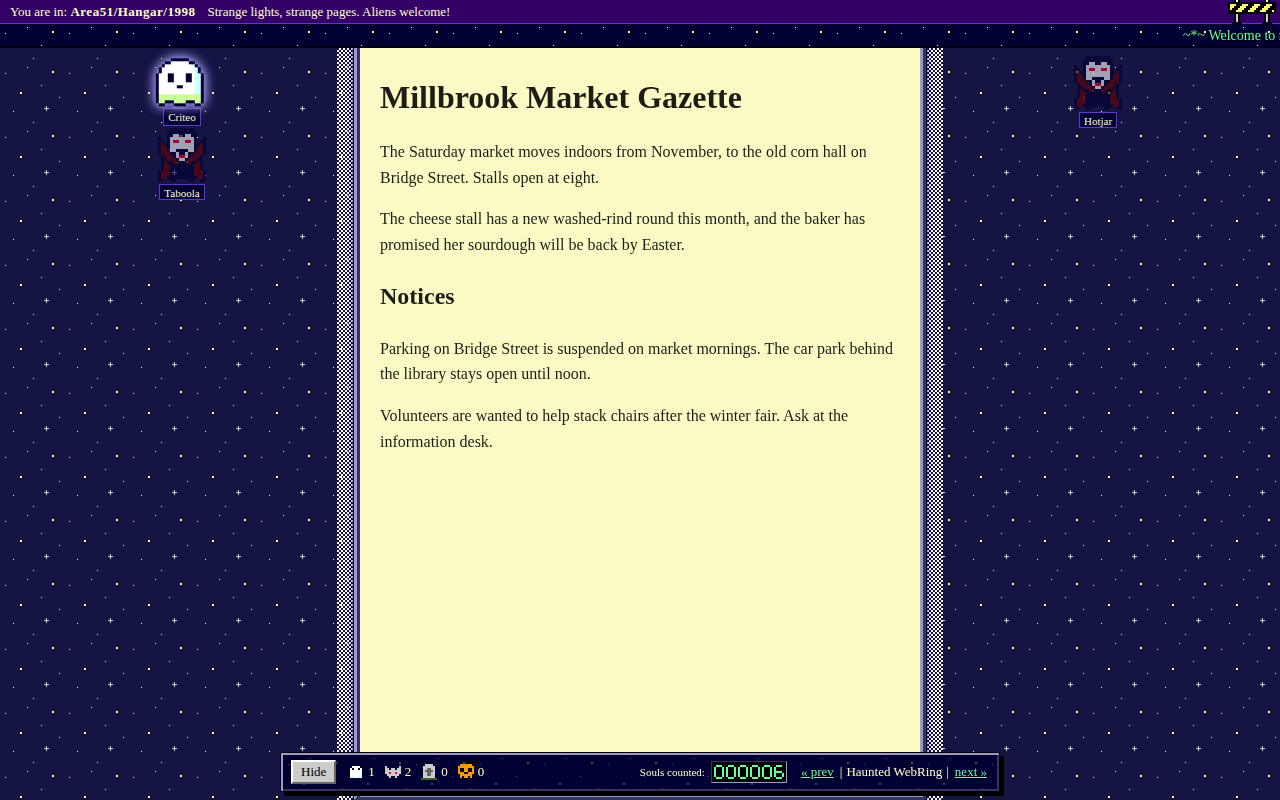 You are in: Area51/Hangar/1998 Strange lights, strange pages. Aliens welcome!
~*~ Welcome to
Criteo
Taboola
Hotjar
Millbrook Market Gazette
The Saturday market moves indoors from November, to the old corn hall on
Bridge Street. Stalls open at eight.
The cheese stall has a new washed-rind round this month, and the baker has
promised her sourdough will be back by Easter.
Notices
Parking on Bridge Street is suspended on market mornings. The car park behind
the library stays open until noon.
Volunteers are wanted to help stack chairs after the winter fair. Ask at the
information desk.
Hide 1 2 0 0 Souls counted: 000006 « prev | Haunted WebRing | next »